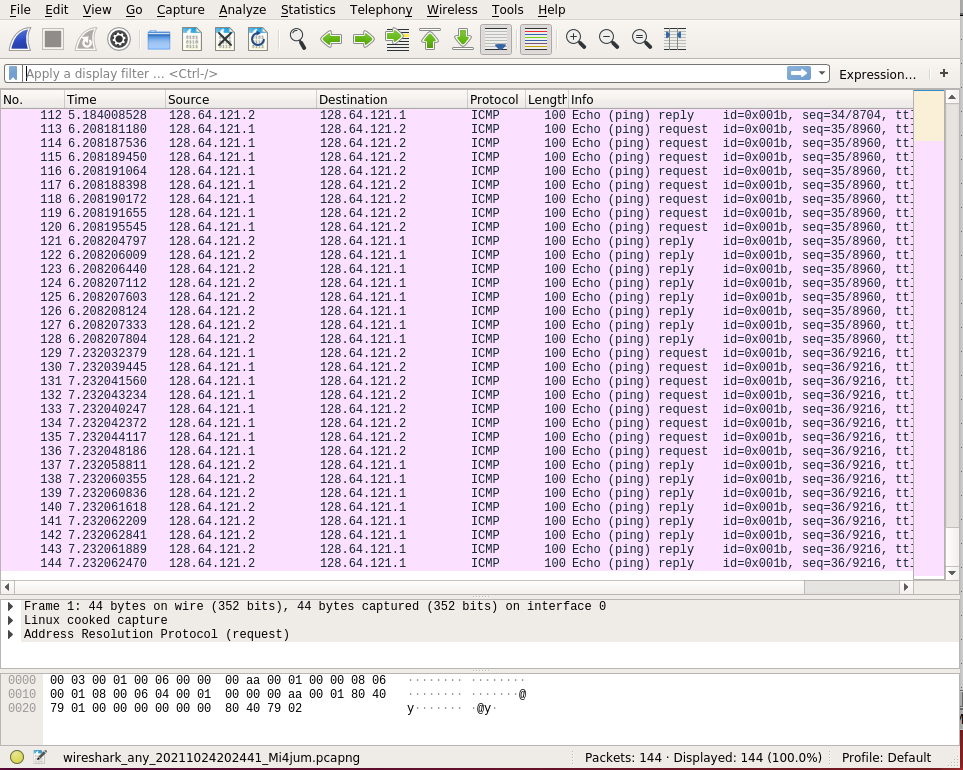 File Edit View Go Capture Analyze Statistics Telephony Wireless Tools Help
Apply a display filter ... <Ctrl-/> Expression... +
No. Time Source Destination Protocol Length Info
112 5.184008528 128.64.121.2 128.64.121.1 ICMP 100 Echo (ping) reply id=0x001b, seq=34/8704, ttl
113 6.208181180 128.64.121.1 128.64.121.2 ICMP 100 Echo (ping) request id=0x001b, seq=35/8960, ttl
114 6.208187536 128.64.121.1 128.64.121.2 ICMP 100 Echo (ping) request id=0x001b, seq=35/8960, ttl
115 6.208189450 128.64.121.1 128.64.121.2 ICMP 100 Echo (ping) request id=0x001b, seq=35/8960, ttl
116 6.208191064 128.64.121.1 128.64.121.2 ICMP 100 Echo (ping) request id=0x001b, seq=35/8960, ttl
117 6.208188398 128.64.121.1 128.64.121.2 ICMP 100 Echo (ping) request id=0x001b, seq=35/8960, ttl
118 6.208190172 128.64.121.1 128.64.121.2 ICMP 100 Echo (ping) request id=0x001b, seq=35/8960, ttl
119 6.208191655 128.64.121.1 128.64.121.2 ICMP 100 Echo (ping) request id=0x001b, seq=35/8960, ttl
120 6.208195545 128.64.121.1 128.64.121.2 ICMP 100 Echo (ping) request id=0x001b, seq=35/8960, ttl
121 6.208204797 128.64.121.2 128.64.121.1 ICMP 100 Echo (ping) reply id=0x001b, seq=35/8960, ttl
122 6.208206009 128.64.121.2 128.64.121.1 ICMP 100 Echo (ping) reply id=0x001b, seq=35/8960, ttl
123 6.208206440 128.64.121.2 128.64.121.1 ICMP 100 Echo (ping) reply id=0x001b, seq=35/8960, ttl
124 6.208207112 128.64.121.2 128.64.121.1 ICMP 100 Echo (ping) reply id=0x001b, seq=35/8960, ttl
125 6.208207603 128.64.121.2 128.64.121.1 ICMP 100 Echo (ping) reply id=0x001b, seq=35/8960, ttl
126 6.208208124 128.64.121.2 128.64.121.1 ICMP 100 Echo (ping) reply id=0x001b, seq=35/8960, ttl
127 6.208207333 128.64.121.2 128.64.121.1 ICMP 100 Echo (ping) reply id=0x001b, seq=35/8960, ttl
128 6.208207804 128.64.121.2 128.64.121.1 ICMP 100 Echo (ping) reply id=0x001b, seq=35/8960, ttl
129 7.232032379 128.64.121.1 128.64.121.2 ICMP 100 Echo (ping) request id=0x001b, seq=36/9216, ttl
130 7.232039445 128.64.121.1 128.64.121.2 ICMP 100 Echo (ping) request id=0x001b, seq=36/9216, ttl
131 7.232041560 128.64.121.1 128.64.121.2 ICMP 100 Echo (ping) request id=0x001b, seq=36/9216, ttl
132 7.232043234 128.64.121.1 128.64.121.2 ICMP 100 Echo (ping) request id=0x001b, seq=36/9216, ttl
133 7.232040247 128.64.121.1 128.64.121.2 ICMP 100 Echo (ping) request id=0x001b, seq=36/9216, ttl
134 7.232042372 128.64.121.1 128.64.121.2 ICMP 100 Echo (ping) request id=0x001b, seq=36/9216, ttl
135 7.232044117 128.64.121.1 128.64.121.2 ICMP 100 Echo (ping) request id=0x001b, seq=36/9216, ttl
136 7.232048186 128.64.121.1 128.64.121.2 ICMP 100 Echo (ping) request id=0x001b, seq=36/9216, ttl
137 7.232058811 128.64.121.2 128.64.121.1 ICMP 100 Echo (ping) reply id=0x001b, seq=36/9216, ttl
138 7.232060355 128.64.121.2 128.64.121.1 ICMP 100 Echo (ping) reply id=0x001b, seq=36/9216, ttl
139 7.232060836 128.64.121.2 128.64.121.1 ICMP 100 Echo (ping) reply id=0x001b, seq=36/9216, ttl
140 7.232061618 128.64.121.2 128.64.121.1 ICMP 100 Echo (ping) reply id=0x001b, seq=36/9216, ttl
141 7.232062209 128.64.121.2 128.64.121.1 ICMP 100 Echo (ping) reply id=0x001b, seq=36/9216, ttl
142 7.232062841 128.64.121.2 128.64.121.1 ICMP 100 Echo (ping) reply id=0x001b, seq=36/9216, ttl
143 7.232061889 128.64.121.2 128.64.121.1 ICMP 100 Echo (ping) reply id=0x001b, seq=36/9216, ttl
144 7.232062470 128.64.121.2 128.64.121.1 ICMP 100 Echo (ping) reply id=0x001b, seq=36/9216, ttl
Frame 1: 44 bytes on wire (352 bits), 44 bytes captured (352 bits) on interface 0
Linux cooked capture
Address Resolution Protocol (request)
0000 00 03 00 01 00 06 00 00 00 aa 00 01 00 00 08 06 ········ ········
0010 00 01 08 00 06 04 00 01 00 00 00 aa 00 01 80 40 ········ ·······@
0020 79 01 00 00 00 00 00 00 80 40 79 02 y······· ·@y·
wireshark_any_20211024202441_Mi4jum.pcapng Packets: 144 · Displayed: 144 (100.0%) Profile: Default